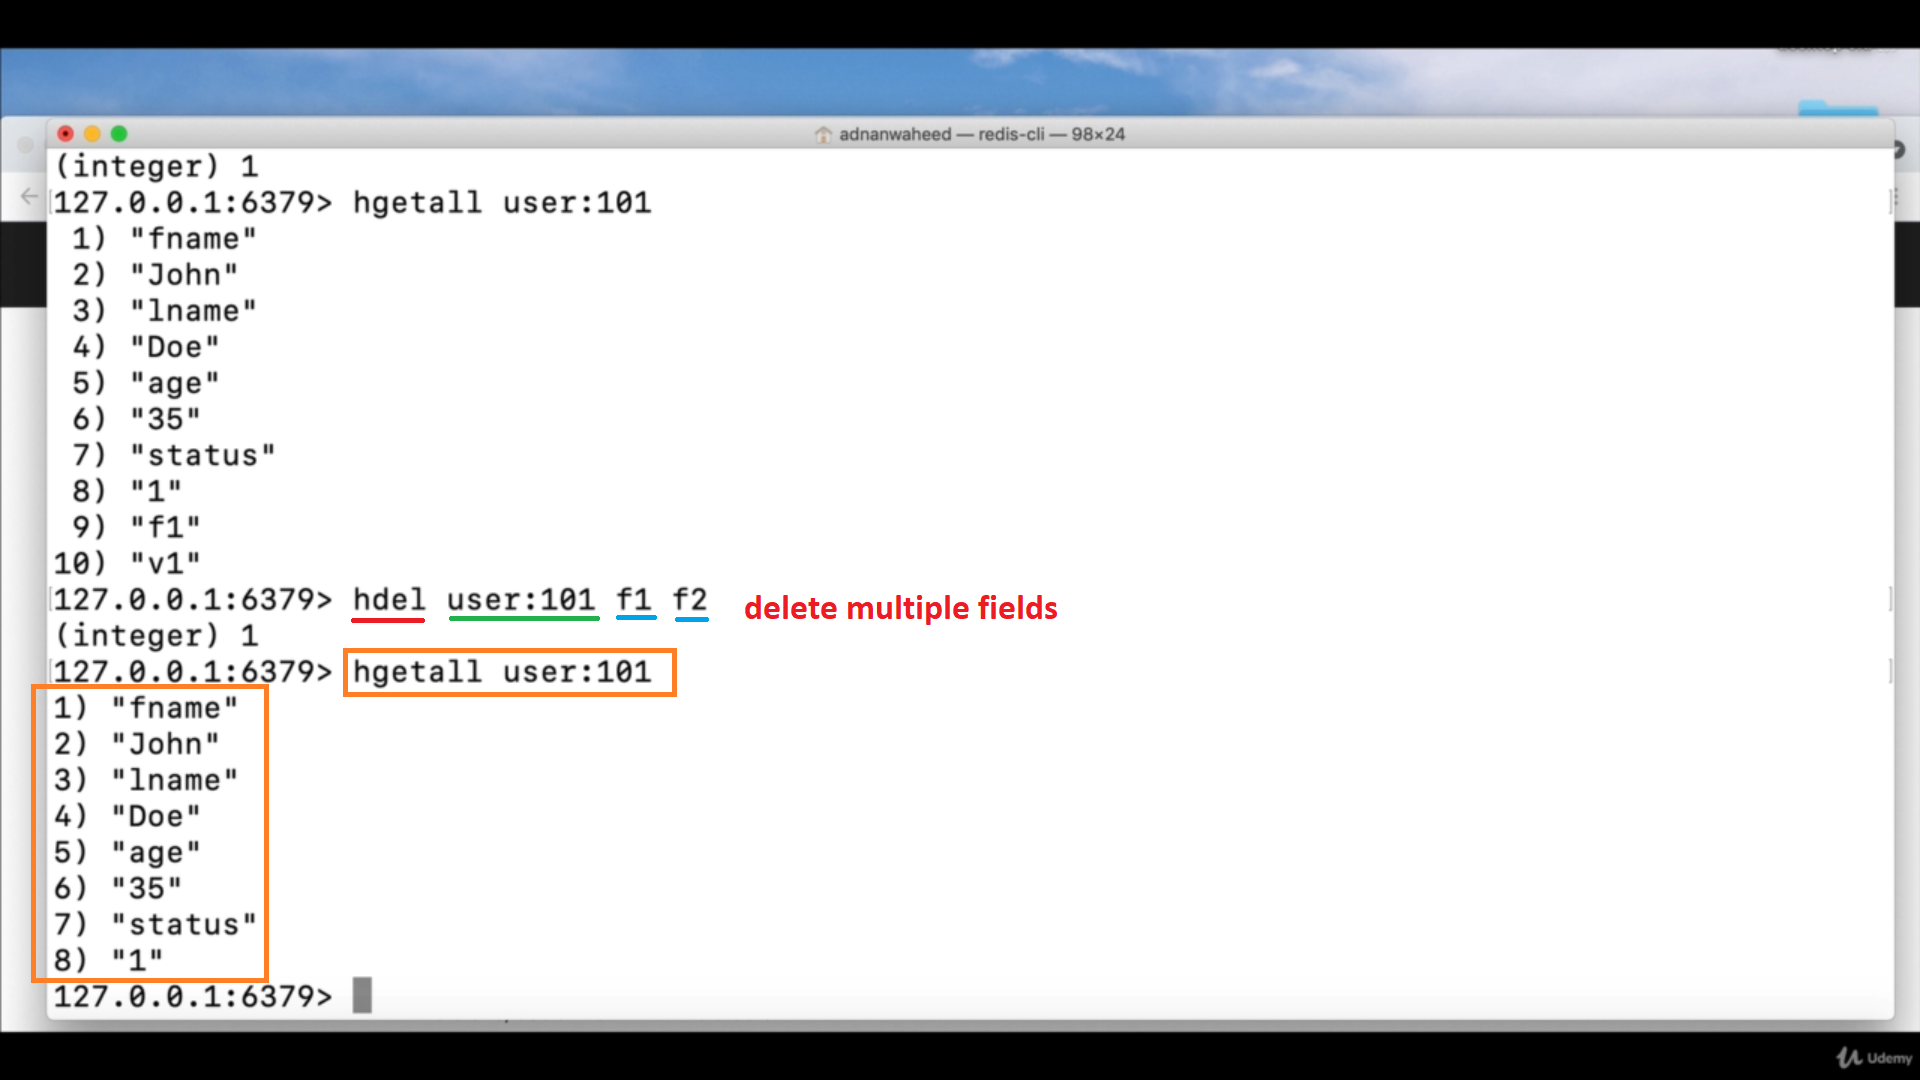 adnanwaheed — redis-cli — 98×24
(integer) 1
127.0.0.1:6379> hgetall user:101
1) "fname"
2) "John"
3) "lname"
4) "Doe"
5) "age"
6) "35"
7) "status"
8) "1"
9) "f1"
10) "v1"
127.0.0.1:6379> hdel user:101 f1 f2 delete multiple fields
(integer) 1
127.0.0.1:6379> hgetall user:101
1) "fname"
2) "John"
3) "lname"
4) "Doe"
5) "age"
6) "35"
7) "status"
8) "1"
127.0.0.1:6379>
Udemy